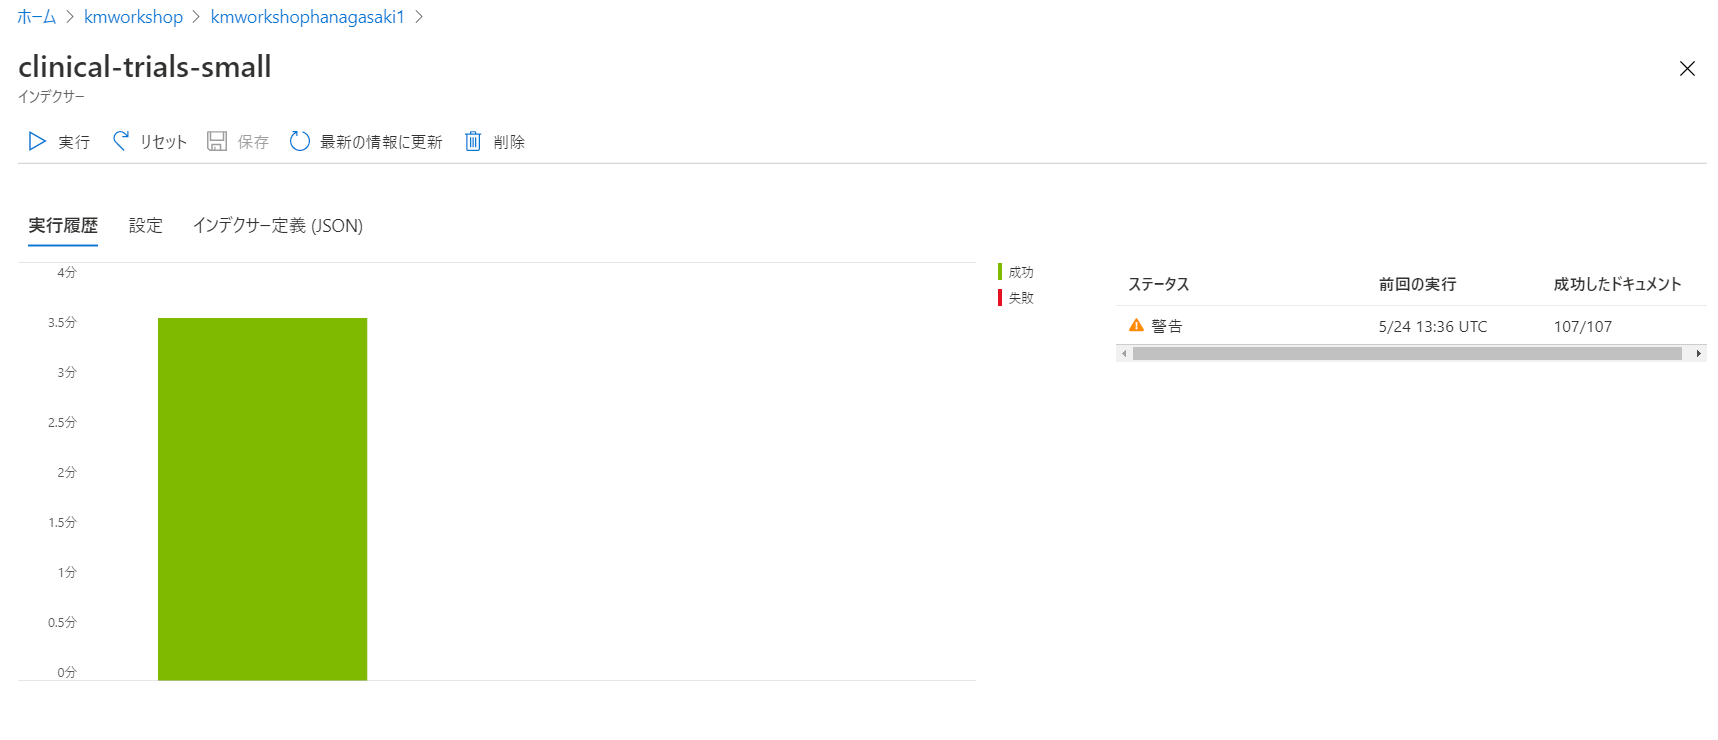 ホーム > kmworkshop > kmworkshophanagasaki1 >
clinical-trials-small
インデクサー
実行 リセット 保存 最新の情報に更新 削除
実行履歴 設定 インデクサー定義 (JSON)
4分
3.5分
3分
2.5分
2分
1.5分
1分
0.5分
0分
成功
失敗
ステータス 前回の実行 成功したドキュメント
警告 5/24 13:36 UTC 107/107